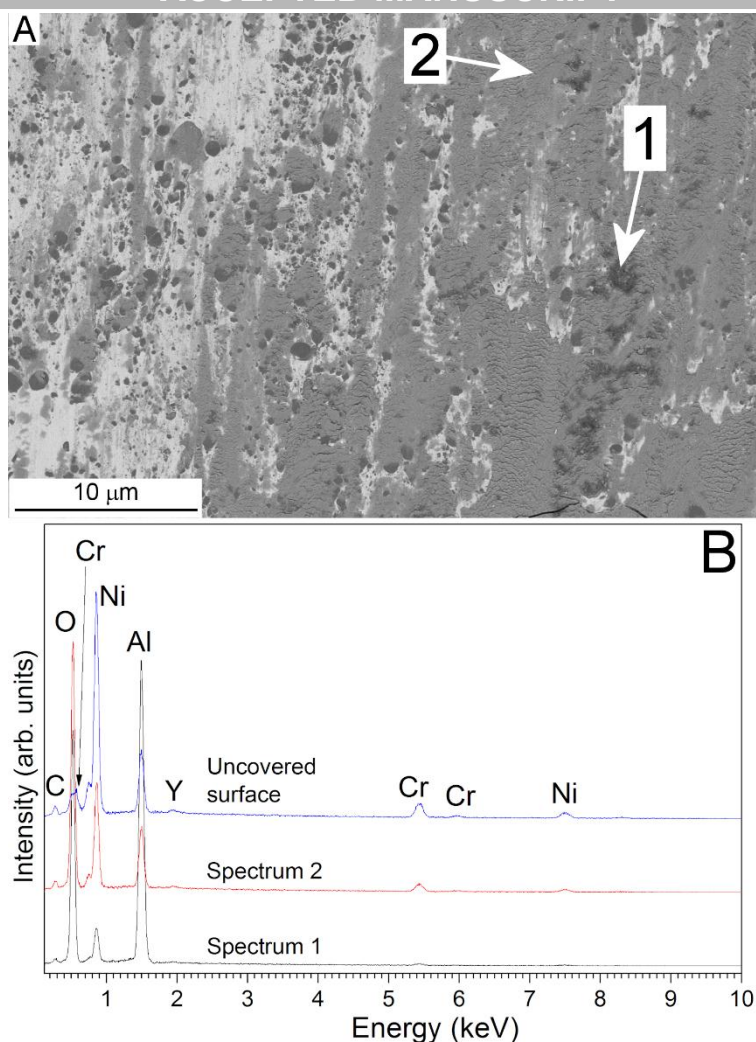 A
2
1
10 μm
B
Cr
Ni
O
Al
C
Y
Uncovered
surface
Cr
Cr
Ni
Spectrum 2
Spectrum 1
Intensity (arb. units)
1 2 3 4 5 6 7 8 9 10
Energy (keV)